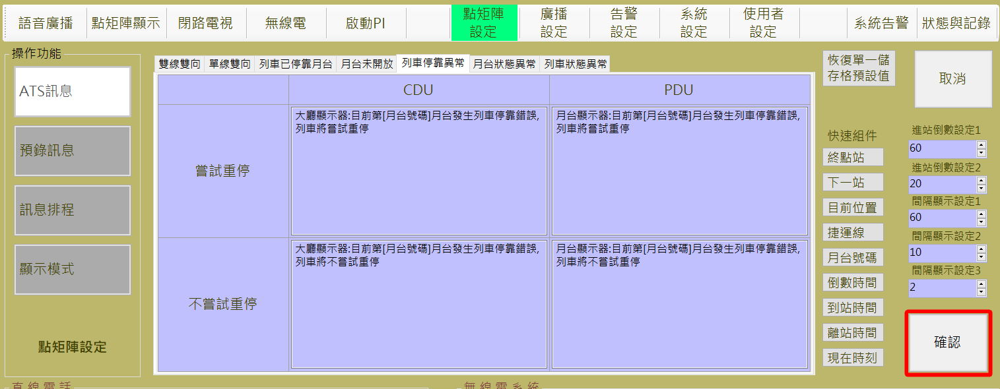 語音廣播
點矩陣顯示
閉路電視
無線電
啟動PI
點矩陣
設定
廣播
設定
告警
設定
系統
設定
使用者
設定
系統告警
狀態與記錄
操作功能
ATS訊息
預錄訊息
訊息排程
顯示模式
點矩陣設定
雙線雙向
單線雙向
列車已停靠月台
月台未開放
列車停靠異常
月台狀態異常
列車狀態異常
CDU
PDU
嘗試重停
大廳顯示器:目前第[月台號碼]月台發生列車停靠錯誤,
列車將嘗試重停
月台顯示器:目前第[月台號碼]月台發生列車停靠錯誤,
列車將嘗試重停
不嘗試重停
大廳顯示器:目前第[月台號碼]月台發生列車停靠錯誤,
列車將不嘗試重停
月台顯示器:目前第[月台號碼]月台發生列車停靠錯誤,
列車將不嘗試重停
恢復單一儲
存格預設值
取消
快速組件
終點站
下一站
目前位置
捷運線
月台號碼
倒數時間
到站時間
離站時間
現在時刻
進站倒數設定1
60
進站倒數設定2
20
間隔顯示設定1
60
間隔顯示設定2
10
間隔顯示設定3
2
確認
直線電話
無線電系統